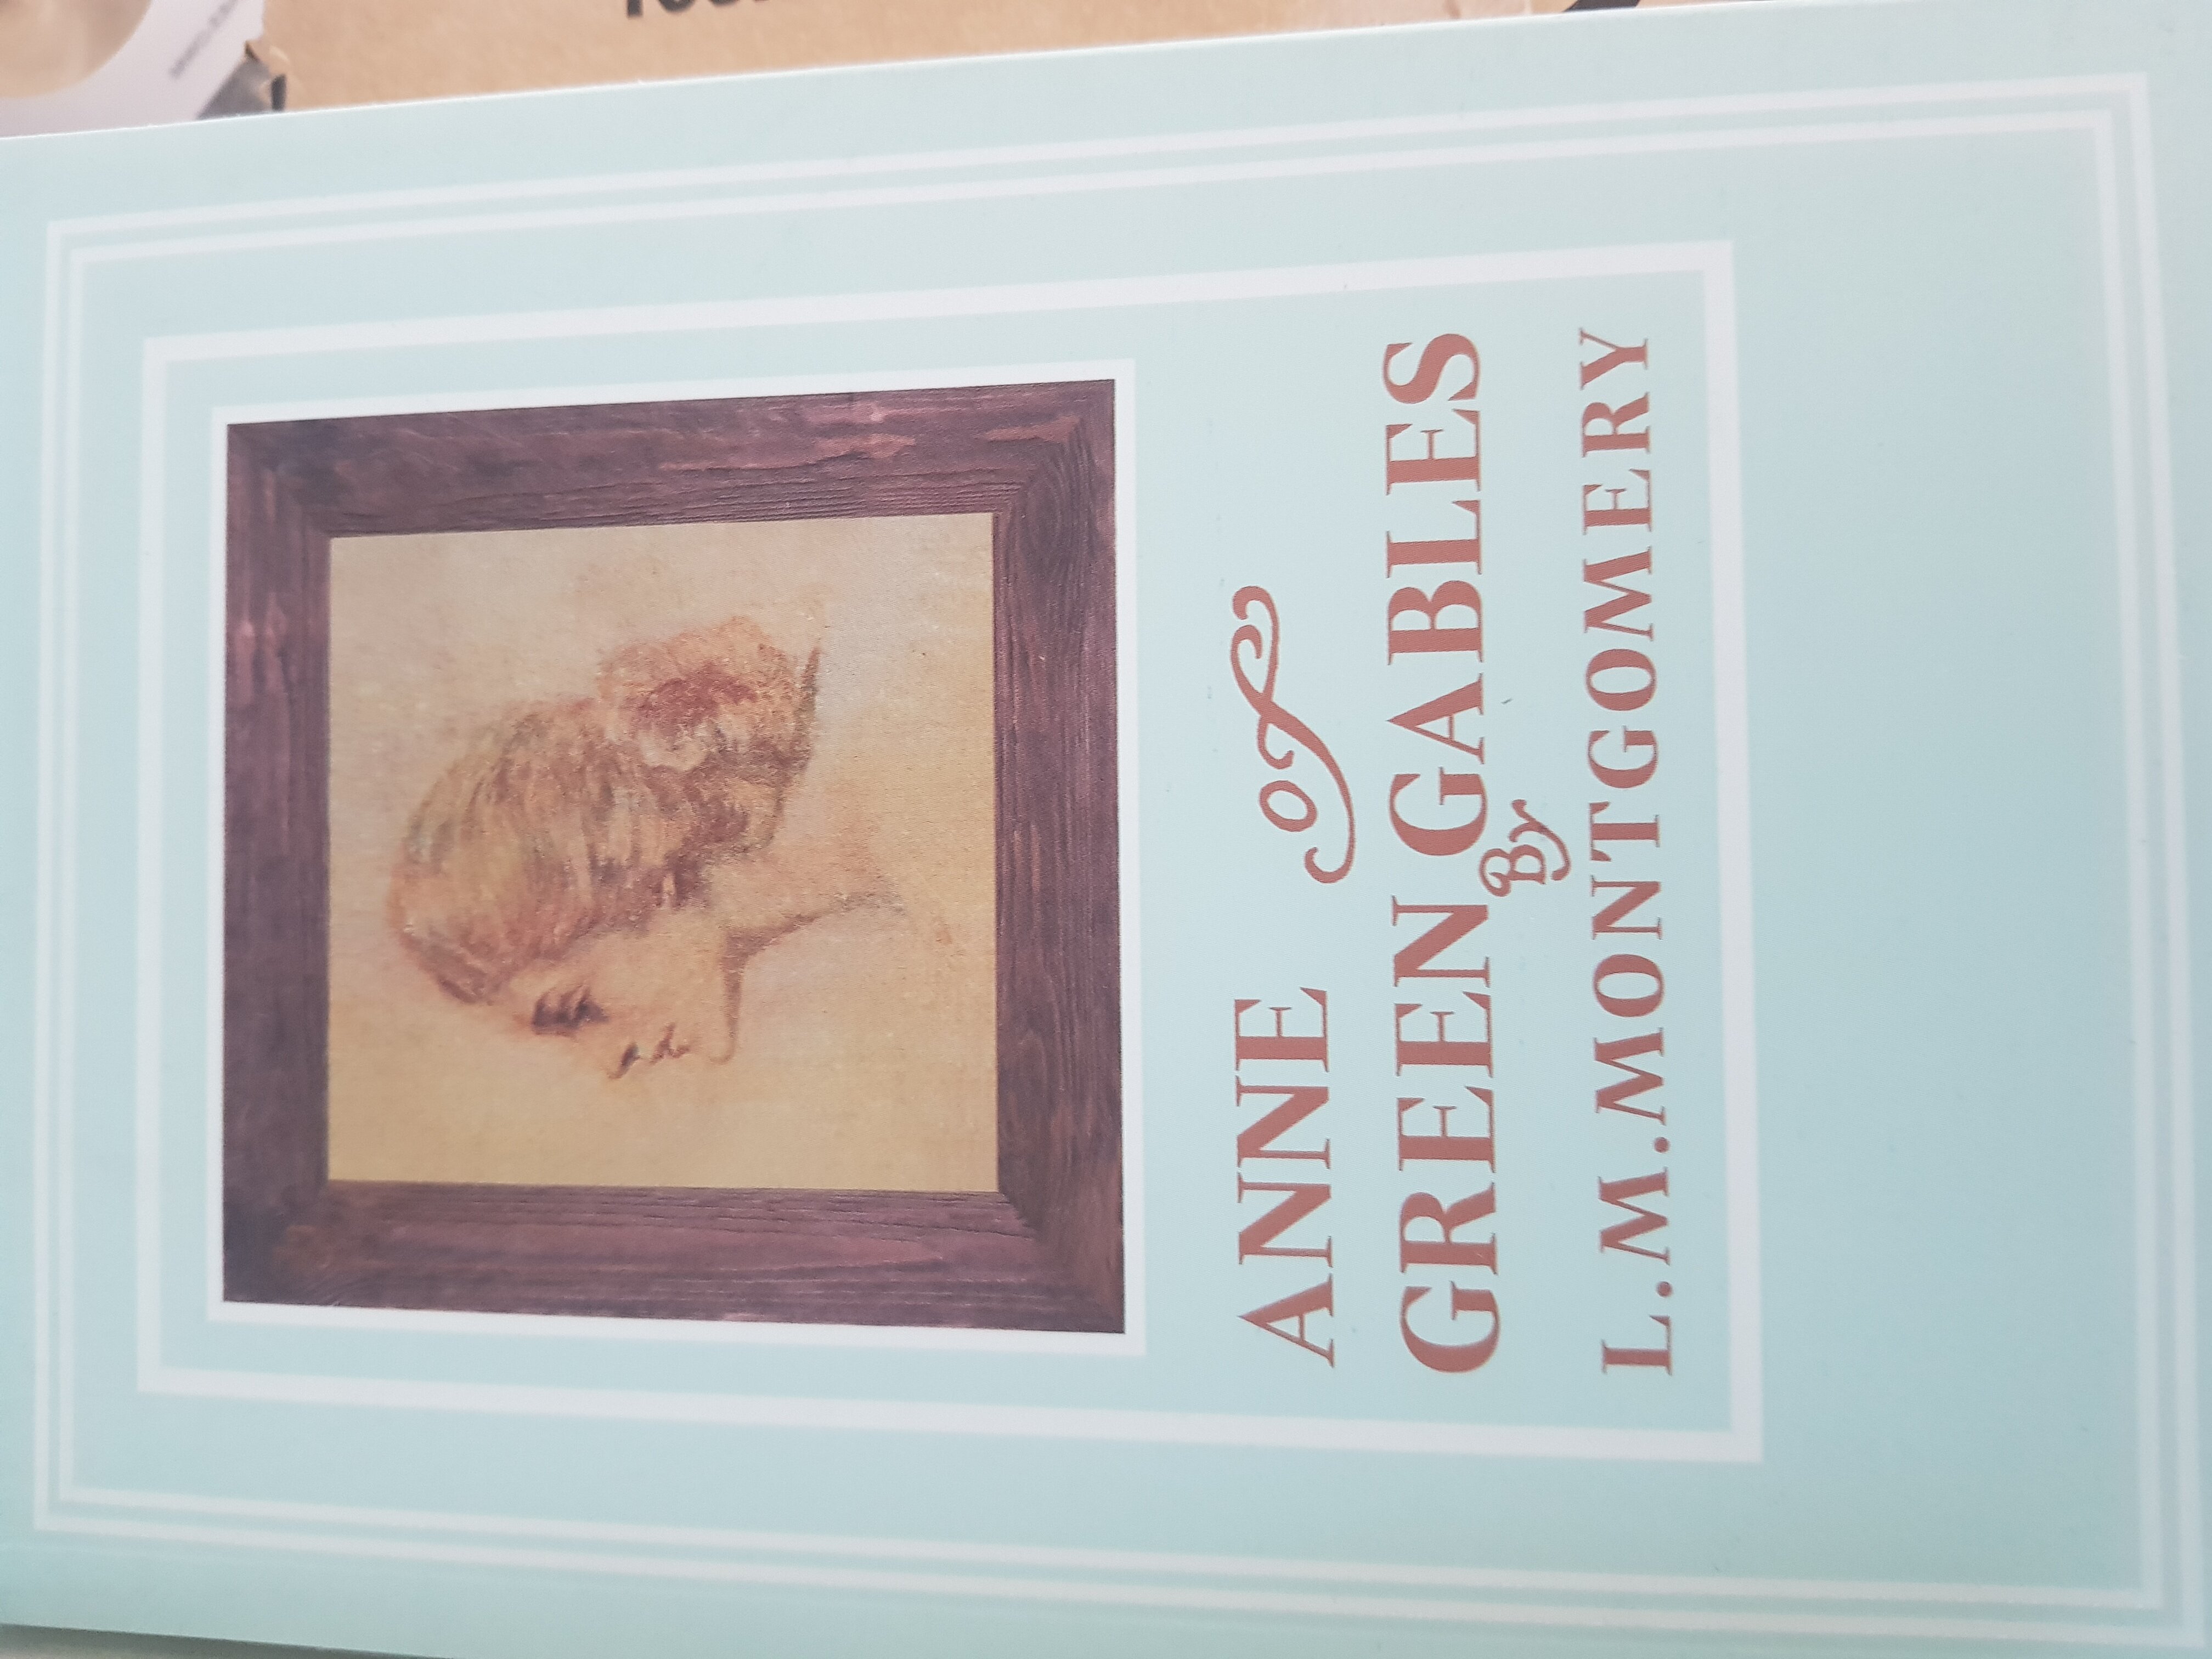 ANNE of
GREEN GABLES
By
L.M.MONTGOMERY